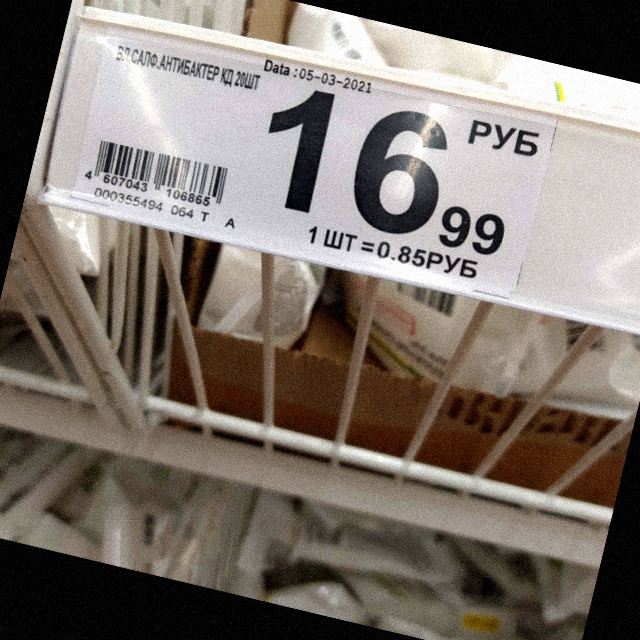 ВЛ.САЛФ.АНТИБАКТЕР КД 20ШТ
Data :05-03-2021
16 99 РУБ
4 607043 106865
000355494 064 Т А
1 ШТ=0.85РУБ